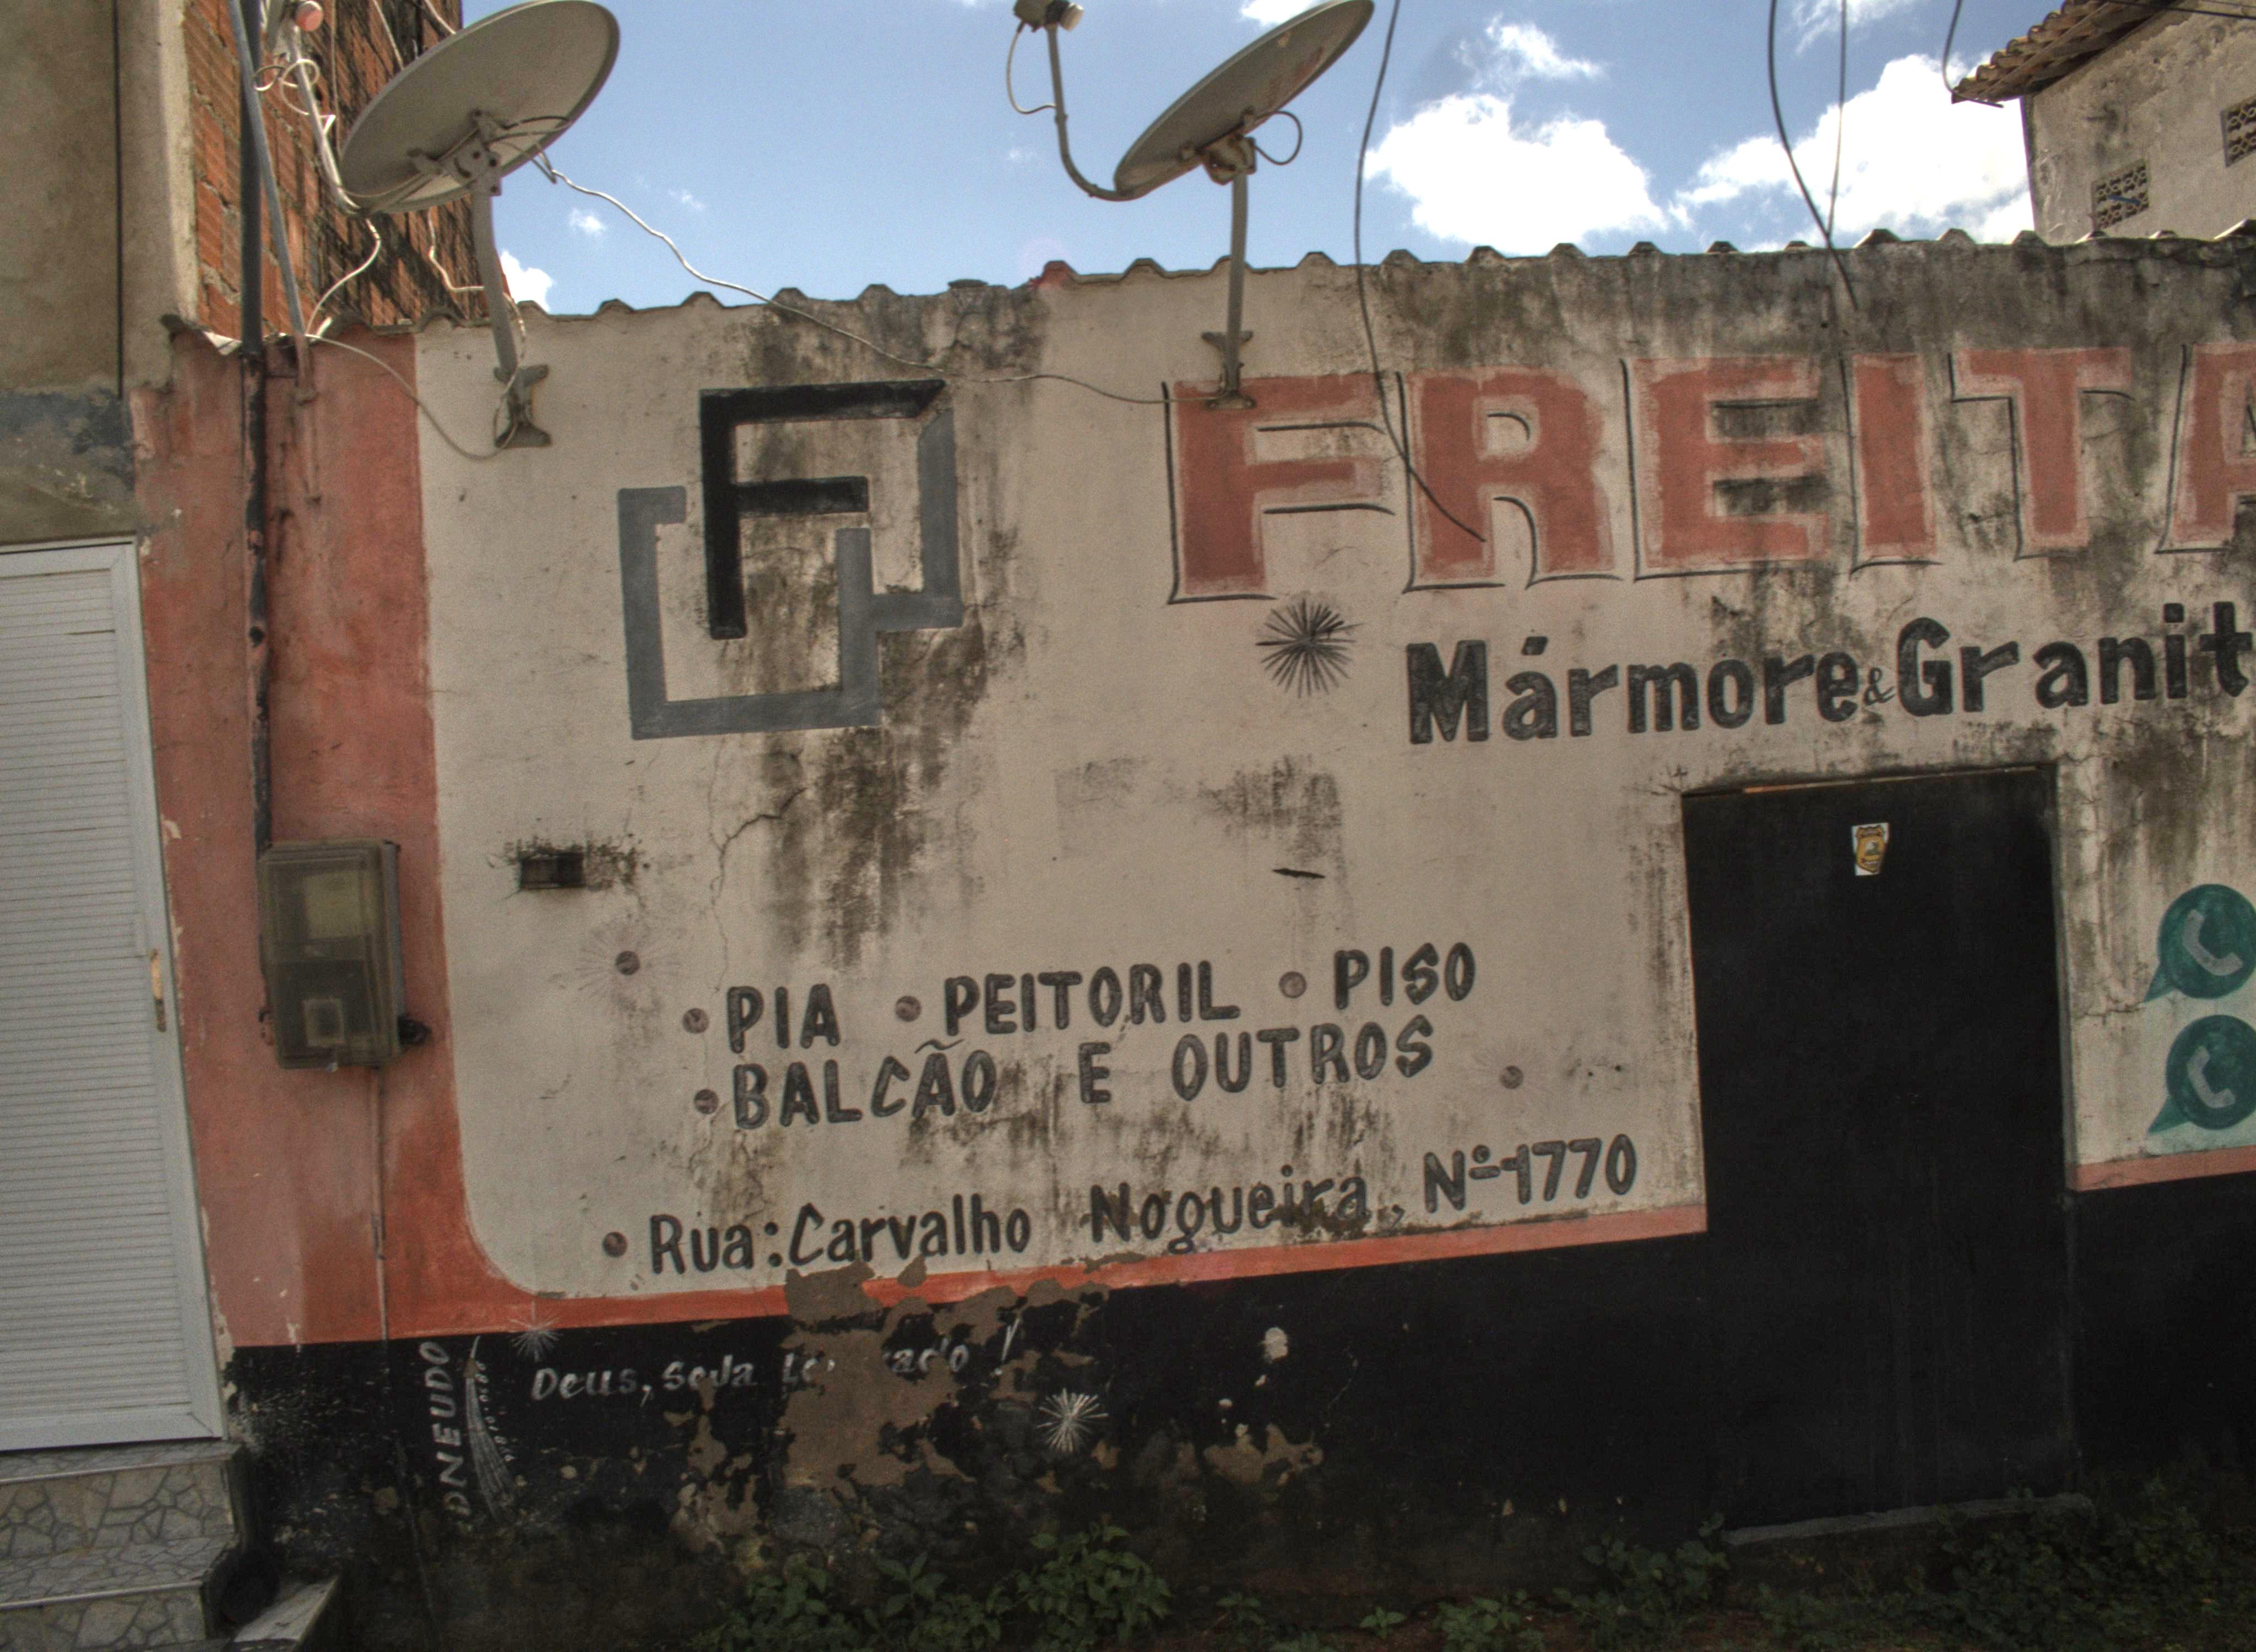 FREITA
Mármore & Granit
• PIA • PEITORIL • PISO
• BALCÃO E OUTROS
• Rua: Carvalho Nogueira, Nº 1770
Deus, seja
DNEUDO